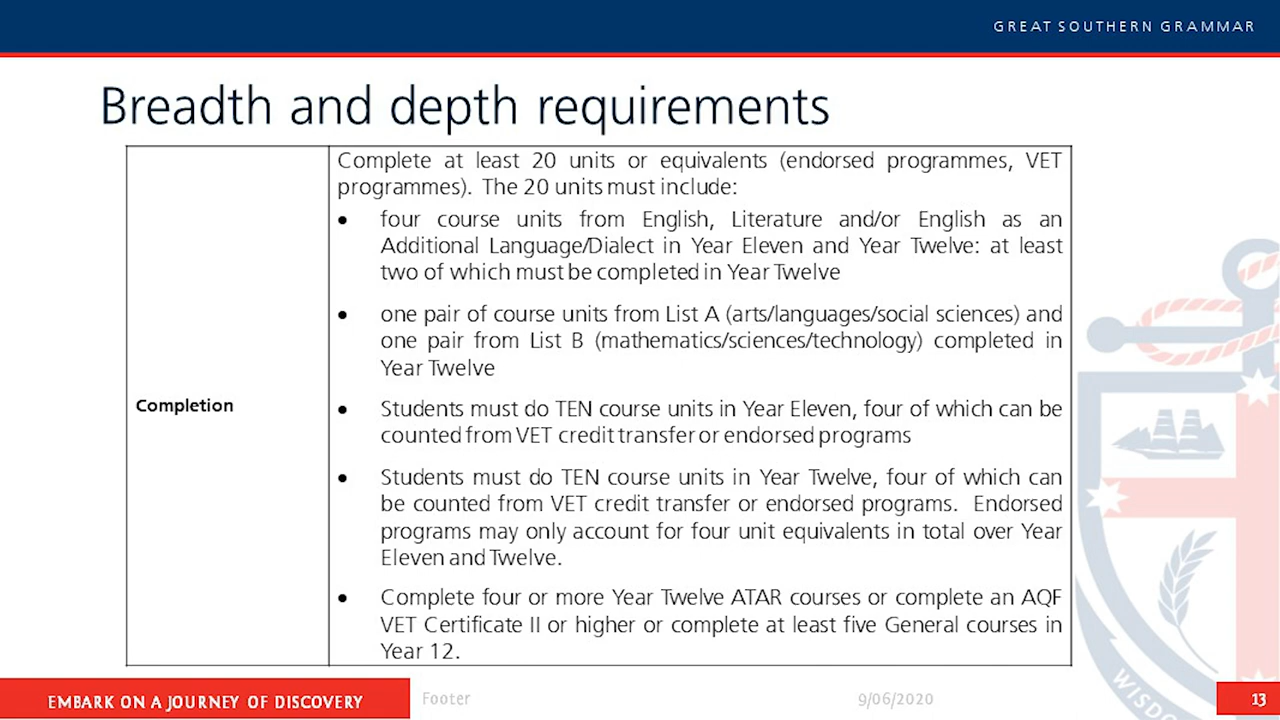 GREAT SOUTHERN GRAMMAR
Breadth and depth requirements
Complete at least 20 units or equivalents (endorsed programmes, VET
programmes). The 20 units must include:
• four course units from English, Literature and/or English as an
Additional Language/Dialect in Year Eleven and Year Twelve: at least
two of which must be completed in Year Twelve
• one pair of course units from List A (arts/languages/social sciences) and
one pair from List B (mathematics/sciences/technology) completed in
Year Twelve
Completion
• Students must do TEN course units in Year Eleven, four of which can be
counted from VET credit transfer or endorsed programs
• Students must do TEN course units in Year Twelve, four of which can
be counted from VET credit transfer or endorsed programs. Endorsed
programs may only account for four unit equivalents in total over Year
Eleven and Twelve.
• Complete four or more Year Twelve ATAR courses or complete an AQF
VET Certificate II or higher or complete at least five General courses in
Year 12.
EMBARK ON A JOURNEY OF DISCOVERY
Footer
9/06/2020
13